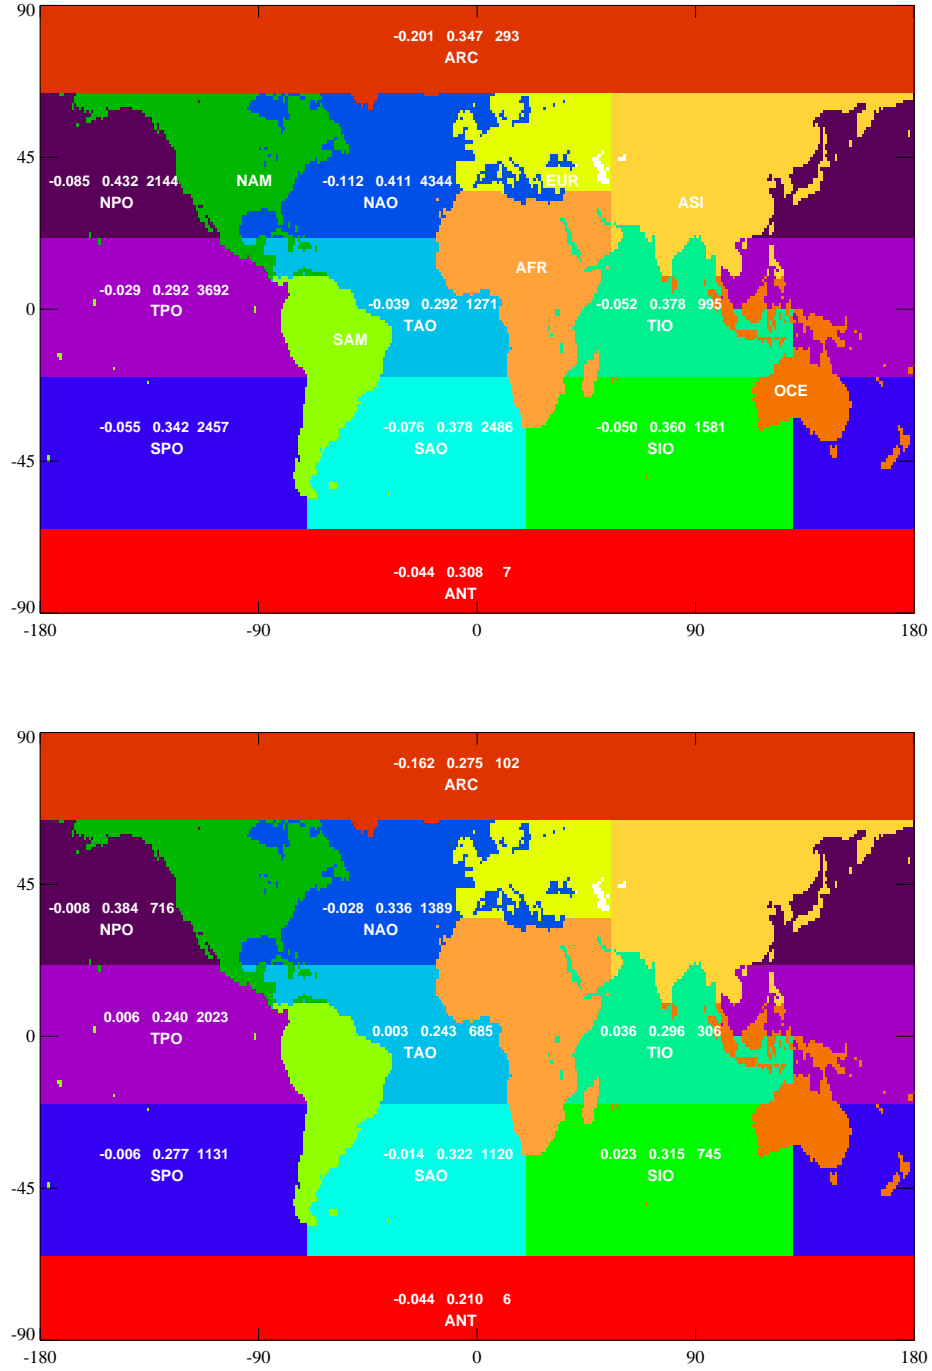 90
-0.201 0.347 293
ARC
45
-0.085 0.432 2144 NAM -0.112 0.411 4344 EUR
NPO NAO ASI
AFR
-0.029 0.292 3692 -0.039 0.292 1271 -0.052 0.378 995
0 TPO TAO TIO
SAM
OCE
-0.055 0.342 2457 -0.076 0.378 2486 -0.050 0.360 1581
SPO SAO SIO
-45
-0.044 0.308 7
ANT
-90
-180 -90 0 90 180
90
-0.162 0.275 102
ARC
45
-0.008 0.384 716 -0.028 0.336 1389
NPO NAO
0.006 0.240 2023 0.003 0.243 685 0.036 0.296 306
0 TPO TAO TIO
-0.006 0.277 1131 -0.014 0.322 1120 0.023 0.315 745
SPO SAO SIO
-45
-0.044 0.210 6
ANT
-90
-180 -90 0 90 180